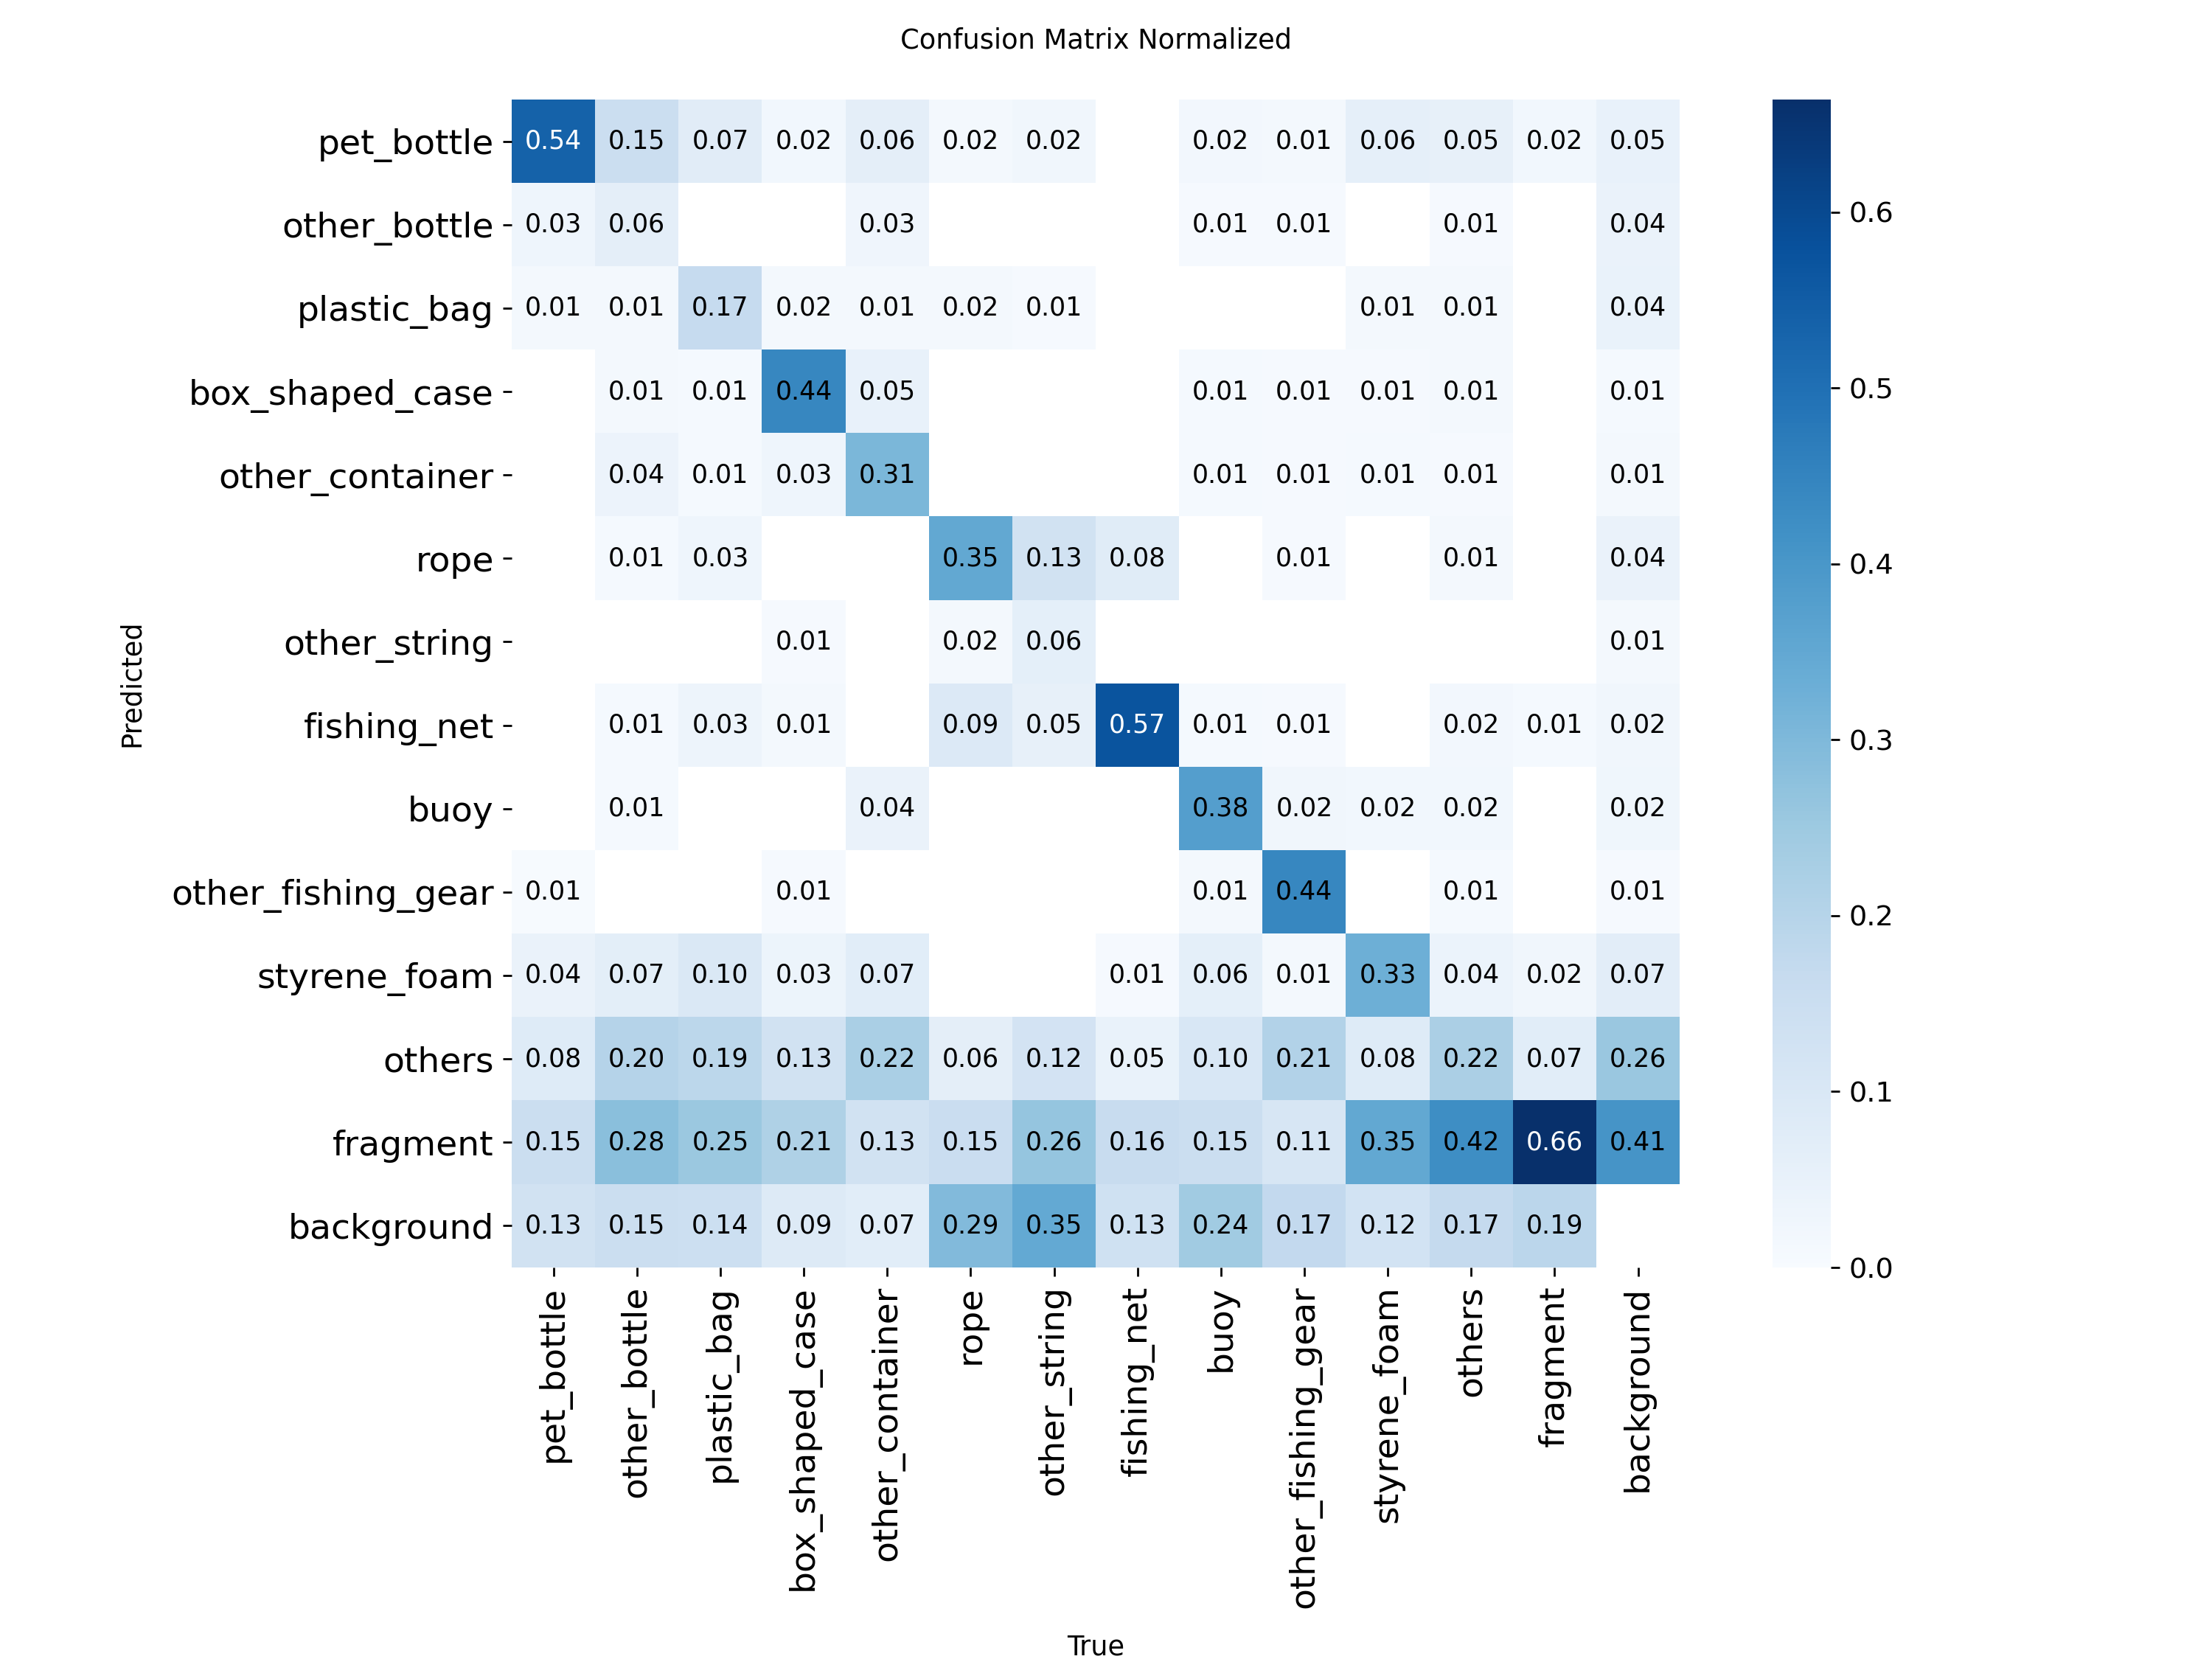 Confusion Matrix Normalized
pet_bottle 0.54 0.15 0.07 0.02 0.06 0.02 0.02 0.02 0.01 0.06 0.05 0.02 0.05
other_bottle 0.03 0.06 0.03 0.01 0.01 0.01 0.04
plastic_bag 0.01 0.01 0.17 0.02 0.01 0.02 0.01 0.01 0.01 0.04
box_shaped_case 0.01 0.01 0.44 0.05 0.01 0.01 0.01 0.01 0.01
other_container 0.04 0.01 0.03 0.31 0.01 0.01 0.01 0.01 0.01
rope 0.01 0.03 0.35 0.13 0.08 0.01 0.01 0.04
other_string 0.01 0.02 0.06 0.01
fishing_net 0.01 0.03 0.01 0.09 0.05 0.57 0.01 0.01 0.02 0.01 0.02
buoy 0.01 0.04 0.38 0.02 0.02 0.02 0.02
other_fishing_gear 0.01 0.01 0.01 0.44 0.01 0.01
styrene_foam 0.04 0.07 0.10 0.03 0.07 0.01 0.06 0.01 0.33 0.04 0.02 0.07
others 0.08 0.20 0.19 0.13 0.22 0.06 0.12 0.05 0.10 0.21 0.08 0.22 0.07 0.26
fragment 0.15 0.28 0.25 0.21 0.13 0.15 0.26 0.16 0.15 0.11 0.35 0.42 0.66 0.41
background 0.13 0.15 0.14 0.09 0.07 0.29 0.35 0.13 0.24 0.17 0.12 0.17 0.19
Predicted
pet_bottle
other_bottle
plastic_bag
box_shaped_case
other_container
rope
other_string
fishing_net
buoy
other_fishing_gear
styrene_foam
others
fragment
background
True
0.6
0.5
0.4
0.3
0.2
0.1
0.0